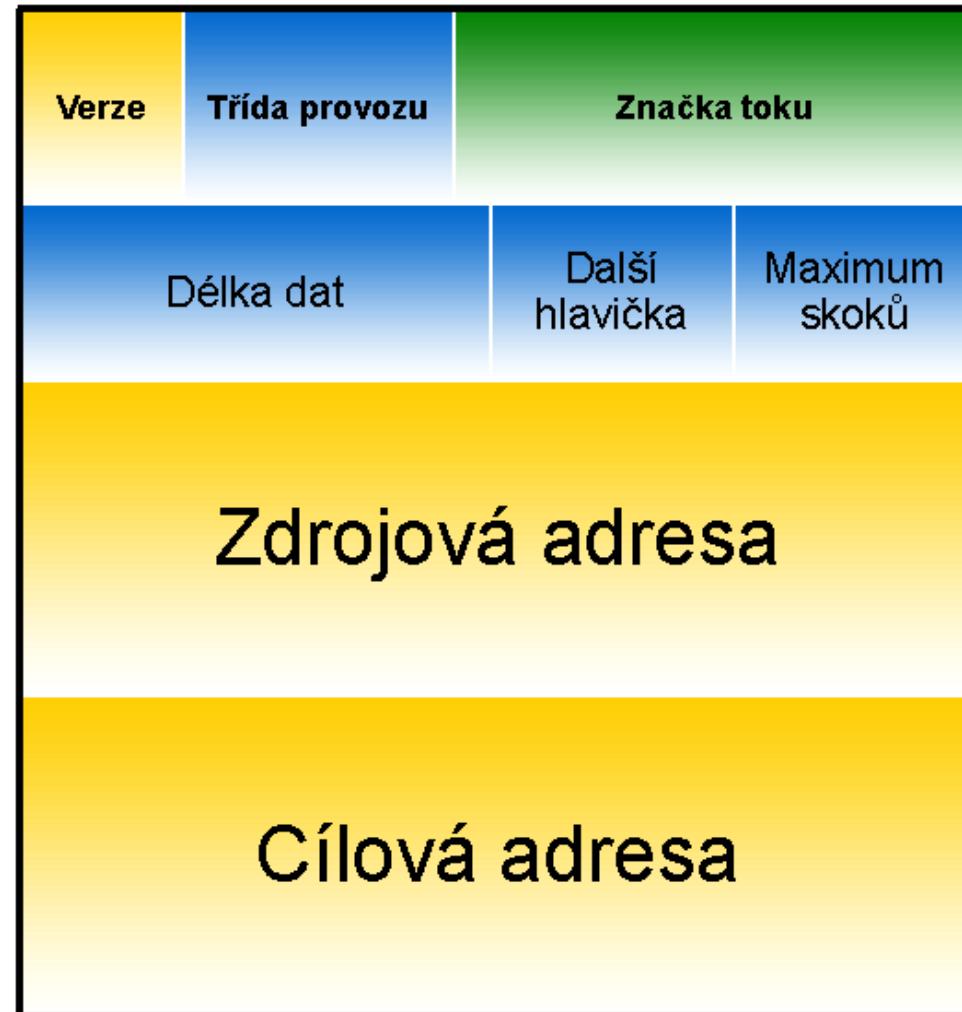 Verze
Třída provozu
Značka toku
Délka dat
Další
hlavička
Maximum
skoků
Zdrojová adresa
Cílová adresa